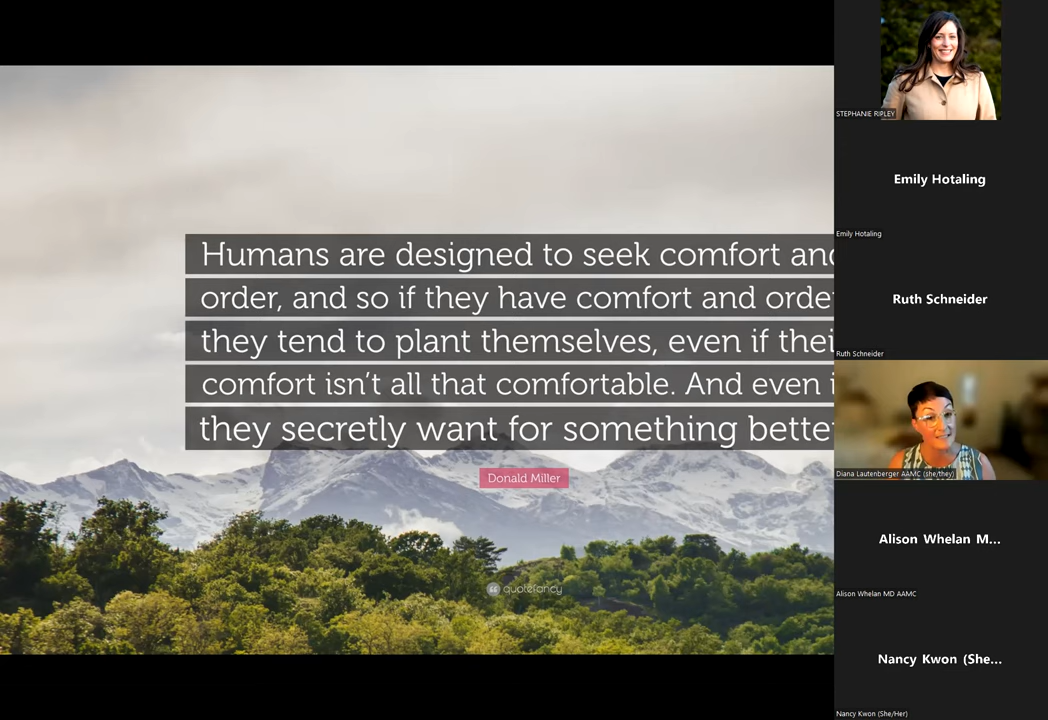 Humans are designed to seek comfort and
order, and so if they have comfort and order
they tend to plant themselves, even if thei
comfort isn't all that comfortable. And even i
they secretly want for something better
Donald Miller
quotefancy
STEPHANIE RIPLEY
Emily Hotaling
Emily Hotaling
Ruth Schneider
Ruth Schneider
Diana Lautenberger AAMC (she/they)
Alison Whelan M...
Alison Whelan MD AAMC
Nancy Kwon (She...
Nancy Kwon (She/Her)